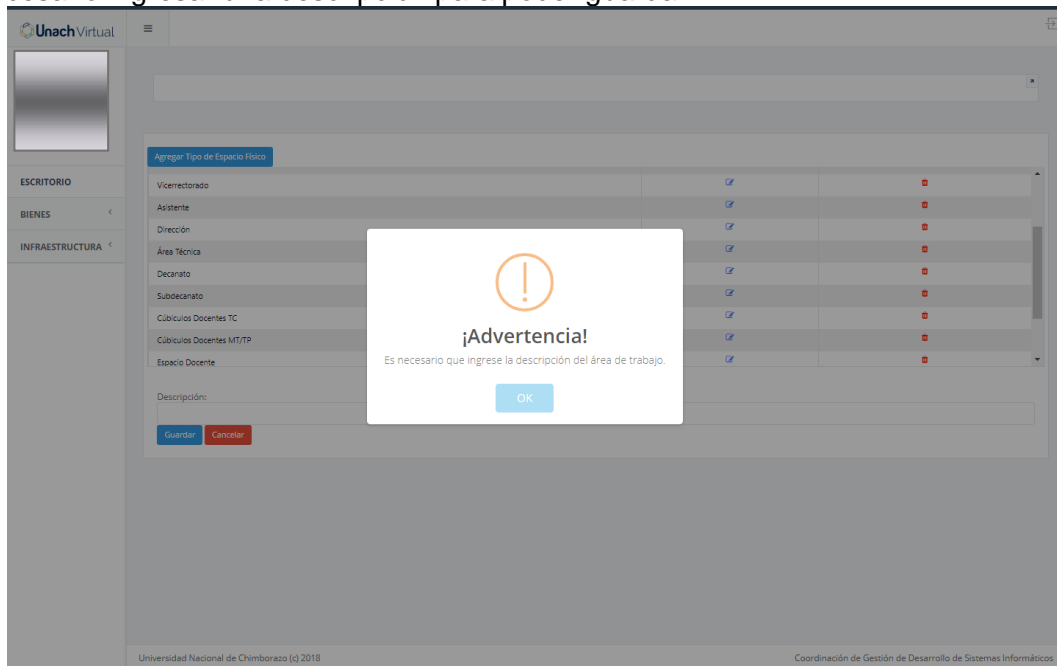 Unach Virtual
Agregar Tipo de Espacio Físico
ESCRITORIO
BIENES
INFRAESTRUCTURA
Vicerrectorado
Asistente
Dirección
Área Técnica
Decanato
Subdecanato
Cúbiculos Docentes TC
Cúbiculos Docentes MT/TP
Espacio Docente
¡Advertencia!
Es necesario que ingrese la descripción del área de trabajo.
OK
Descripción:
Guardar Cancelar
Universidad Nacional de Chimborazo (c) 2018
Coordinación de Gestión de Desarrollo de Sistemas Informáticos